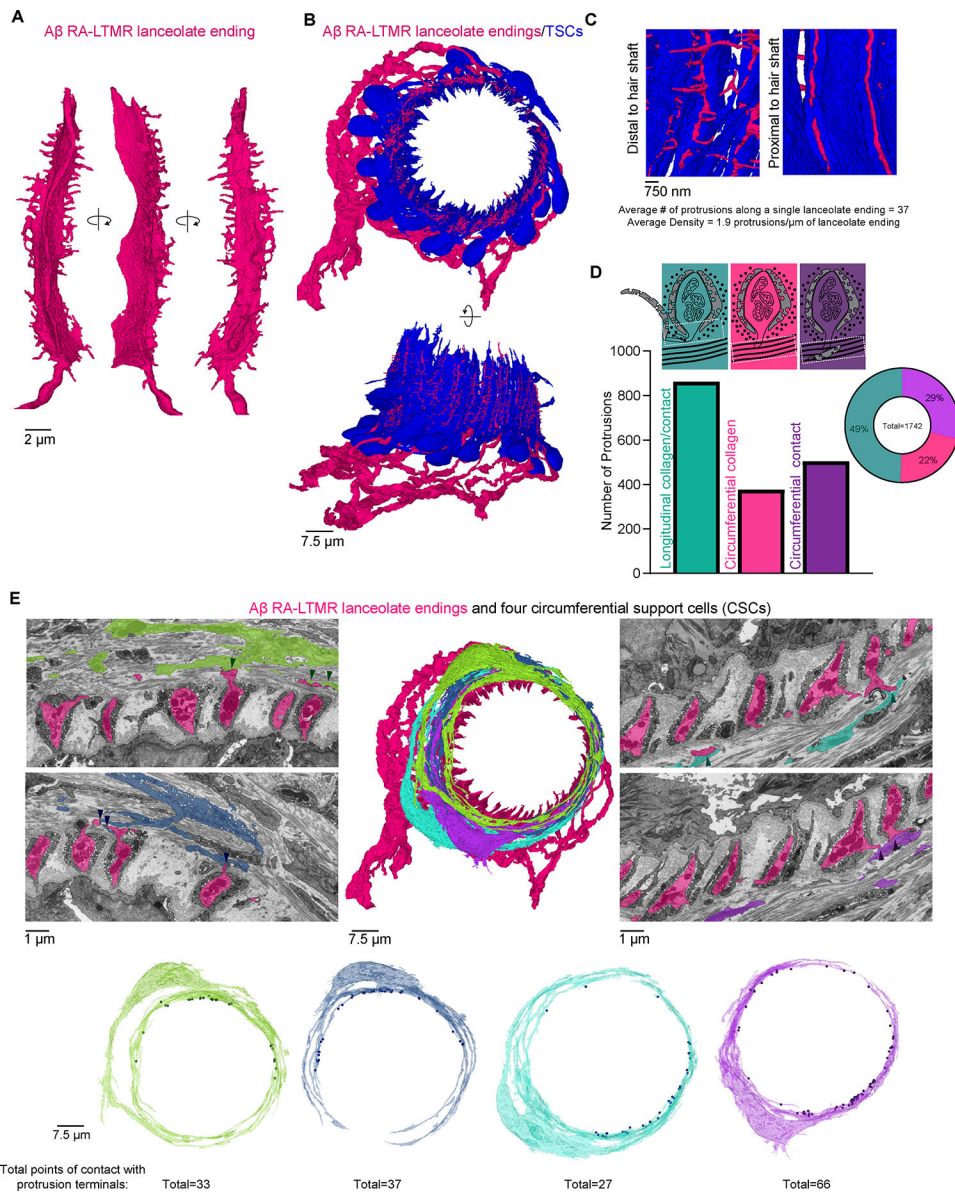 A
Aβ RA-LTMR lanceolate ending
2 µm
B
Aβ RA-LTMR lanceolate endings/TSCs
7.5 µm
C
Distal to hair shaft
Proximal to hair shaft
750 nm
Average # of protrusions along a single lanceolate ending = 37
Average Density = 1.9 protrusions/µm of lanceolate ending
D
Number of Protrusions
1000
800
600
400
200
0
Longitudinal collagen/contact
Circumferential collagen
Circumferential contact
29%
49%
Total=1742
22%
E
Aβ RA-LTMR lanceolate endings and four circumferential support cells (CSCs)
1 µm
7.5 µm
1 µm
7.5 µm
Total points of contact with
protrusion terminals:
Total=33
Total=37
Total=27
Total=66